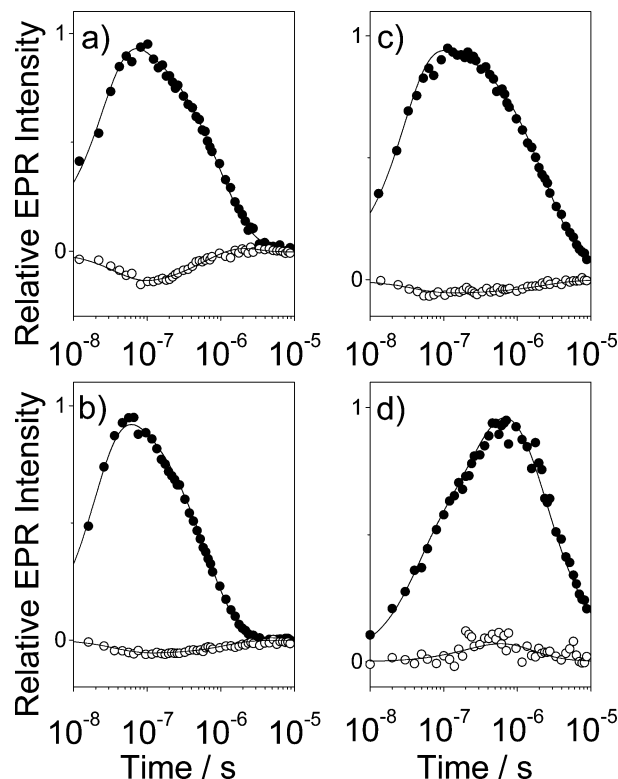 a)
1
0
Relative EPR Intensity
10⁻⁸ 10⁻⁷ 10⁻⁶ 10⁻⁵
c)
1
0
10⁻⁸ 10⁻⁷ 10⁻⁶ 10⁻⁵
b)
1
0
Relative EPR Intensity
10⁻⁸ 10⁻⁷ 10⁻⁶ 10⁻⁵
Time / s
d)
1
0
10⁻⁸ 10⁻⁷ 10⁻⁶ 10⁻⁵
Time / s